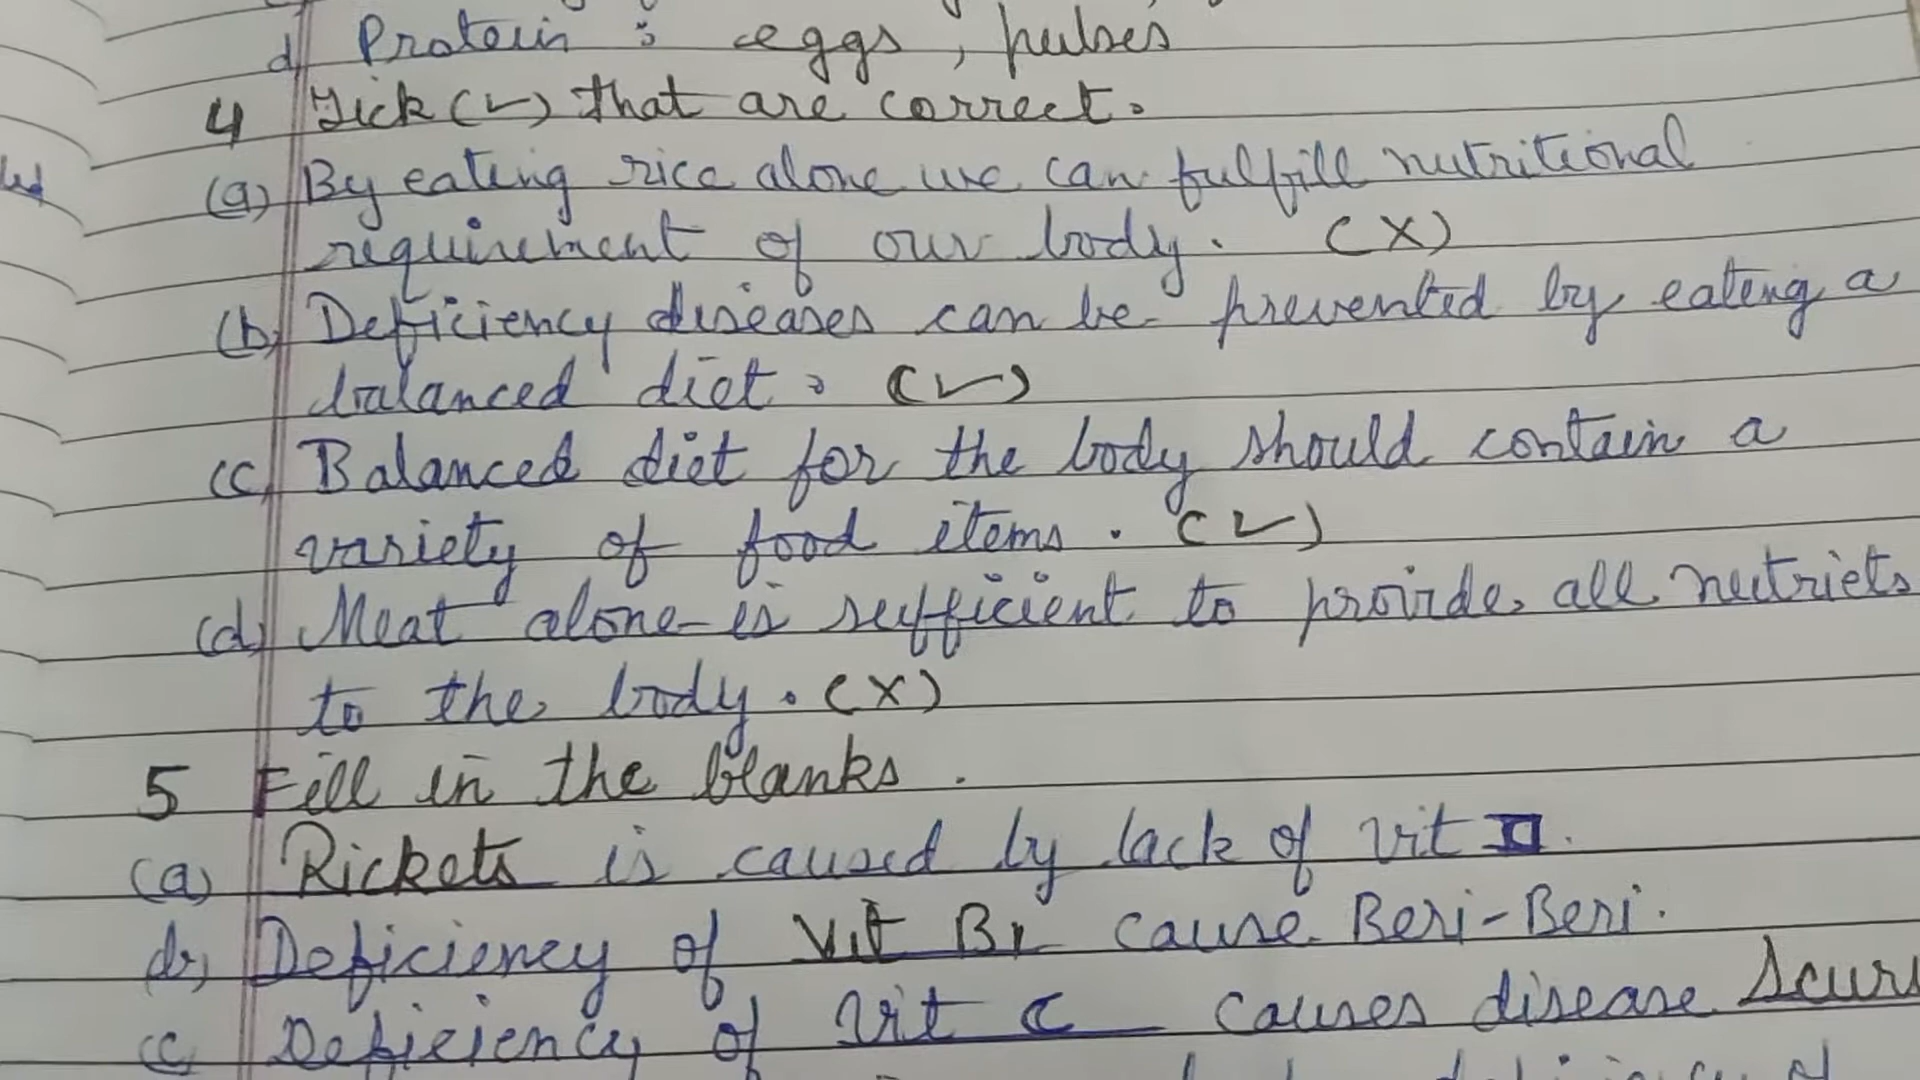 d) Protein : eggs, pulses
4 Tick (✓) that are correct.
(a) By eating rice alone we can fulfill nutritional
requirement of our body. (X)
(b) Deficiency diseases can be prevented by eating a
balanced diet. (✓)
(c) Balanced diet for the body should contain a
variety of food items. (✓)
(d) Meat alone is sufficient to provide all nutriets
to the body. (X)
5 Fill in the blanks.
(a) Rickets is caused by lack of vit D.
(b) Deficiency of Vit B1 cause Beri-Beri.
(c) Deficiency of Vit C causes disease Scurv